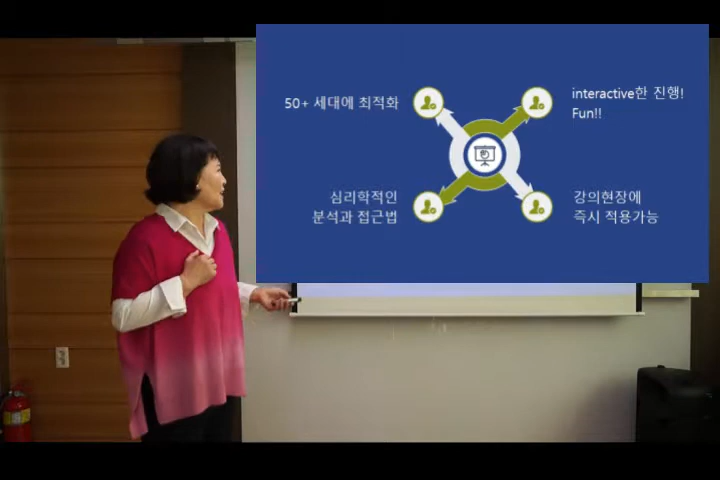 50+ 세대에 최적화
interactive한 진행!
Fun!!
심리학적인
분석과 접근법
강의현장에
즉시 적용가능